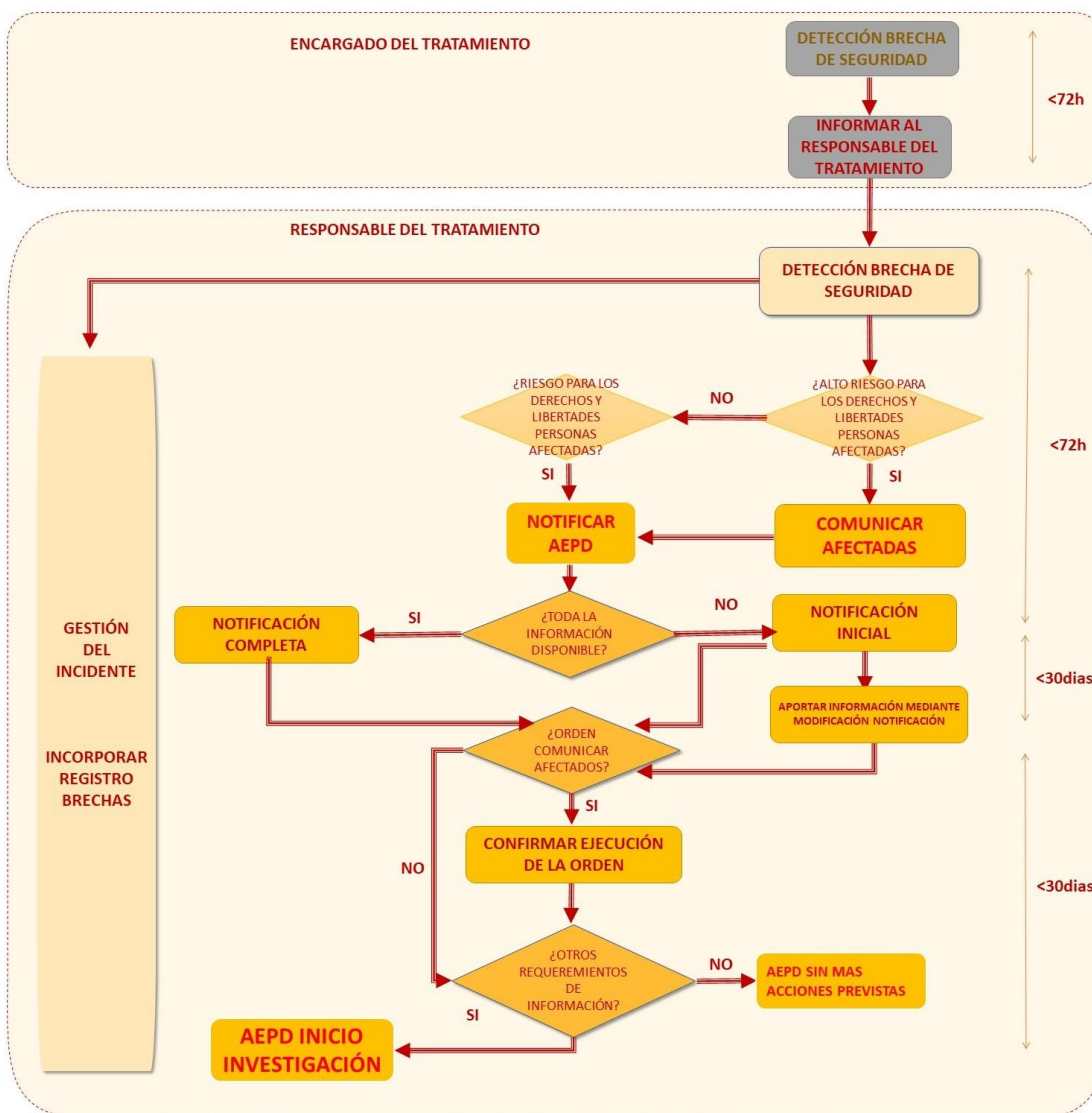 ENCARGADO DEL TRATAMIENTO
DETECCIÓN BRECHA
DE SEGURIDAD
<72h
INFORMAR AL
RESPONSABLE DEL
TRATAMIENTO
RESPONSABLE DEL TRATAMIENTO
DETECCIÓN BRECHA DE
SEGURIDAD
¿RIESGO PARA LOS
DERECHOS Y
LIBERTADES
PERSONAS
AFECTADAS?
NO
¿ALTO RIESGO PARA
LOS DERECHOS Y
LIBERTADES
PERSONAS
AFECTADAS?
<72h
SI
SI
NOTIFICAR
AEPD
COMUNICAR
AFECTADAS
NOTIFICACIÓN
COMPLETA
SI
¿TODA LA
INFORMACIÓN
DISPONIBLE?
NO
NOTIFICACIÓN
INICIAL
GESTIÓN
DEL
INCIDENTE
<30dias
APORTAR INFORMACIÓN MEDIANTE
MODIFICACIÓN NOTIFICACIÓN
¿ORDEN
COMUNICAR
AFECTADOS?
INCORPORAR
REGISTRO
BRECHAS
SI
CONFIRMAR EJECUCIÓN
DE LA ORDEN
NO
<30dias
¿OTROS
REQUEREMIENTOS
DE
INFORMACIÓN?
NO
AEPD SIN MAS
ACCIONES PREVISTAS
SI
AEPD INICIO
INVESTIGACIÓN